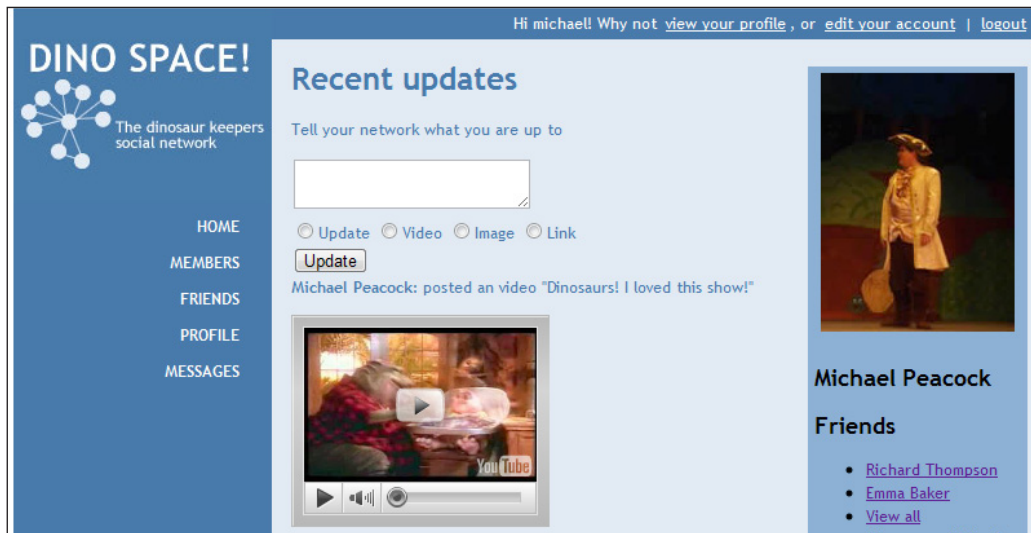 Hi michael! Why not view your profile , or edit your account | logout
DINO SPACE!
The dinosaur keepers
social network
HOME
MEMBERS
FRIENDS
PROFILE
MESSAGES
Recent updates
Tell your network what you are up to
Update Video Image Link
Update
Michael Peacock: posted an video "Dinosaurs! I loved this show!"
YouTube
Michael Peacock
Friends
Richard Thompson
Emma Baker
View all